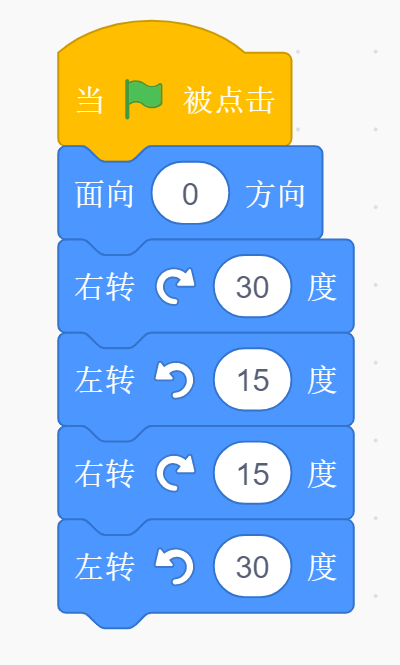 当 被点击
面向 0 方向
右转 30 度
左转 15 度
右转 15 度
左转 30 度